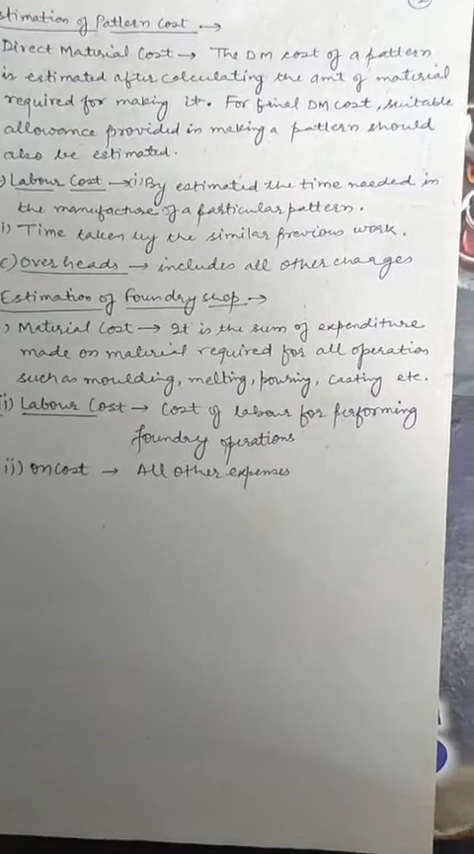 stimation of Pattern Cost →
Direct Material Cost → The DM cost of a pattern
is estimated after calculating the amt of material
required for making it. For final DM cost, suitable
allowance provided in making a pattern should
also be estimated.
) Labour Cost → i) By estimated the time needed in
the manufacture of a particular pattern.
i) Time taken by the similar previous work.
c) Over heads → includes all other charges
Estimation of Foundry shop →
) Material Cost → It is the sum of expenditure
made on material required for all operation
such as moulding, melting, pouring, casting etc.
ii) Labour Cost → Cost of labour for performing
foundry operations
iii) on cost → All other expenses